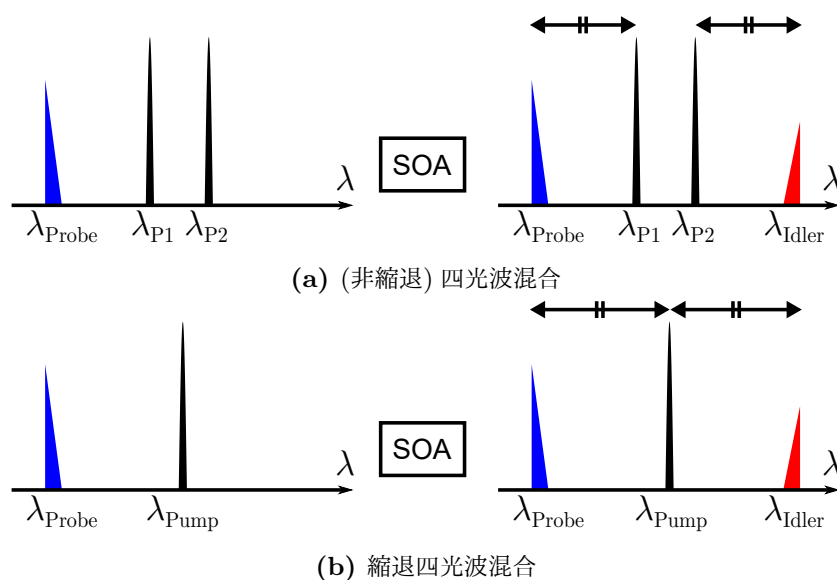 SOA
λ
λ
λProbe λP1 λP2
λProbe λP1 λP2 λIdler
(a) (非縮退) 四光波混合
SOA
λ
λ
λProbe λPump
λProbe λPump λIdler
(b) 縮退四光波混合